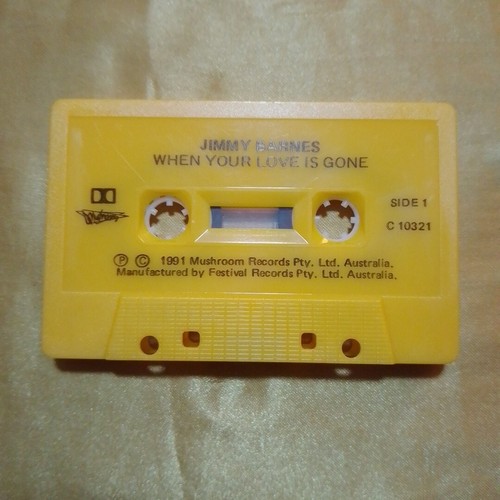 JIMMY BARNES
WHEN YOUR LOVE IS GONE
SIDE 1
C 10321
Ⓟ © 1991 Mushroom Records Pty. Ltd. Australia.
Manufactured by Festival Records Pty. Ltd. Australia.